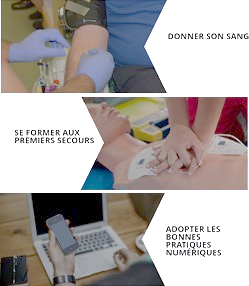 DONNER SON SANG
SE FORMER AUX
PREMIERS SECOURS
ADOPTER LES
BONNES
PRATIQUES
NUMÉRIQUES